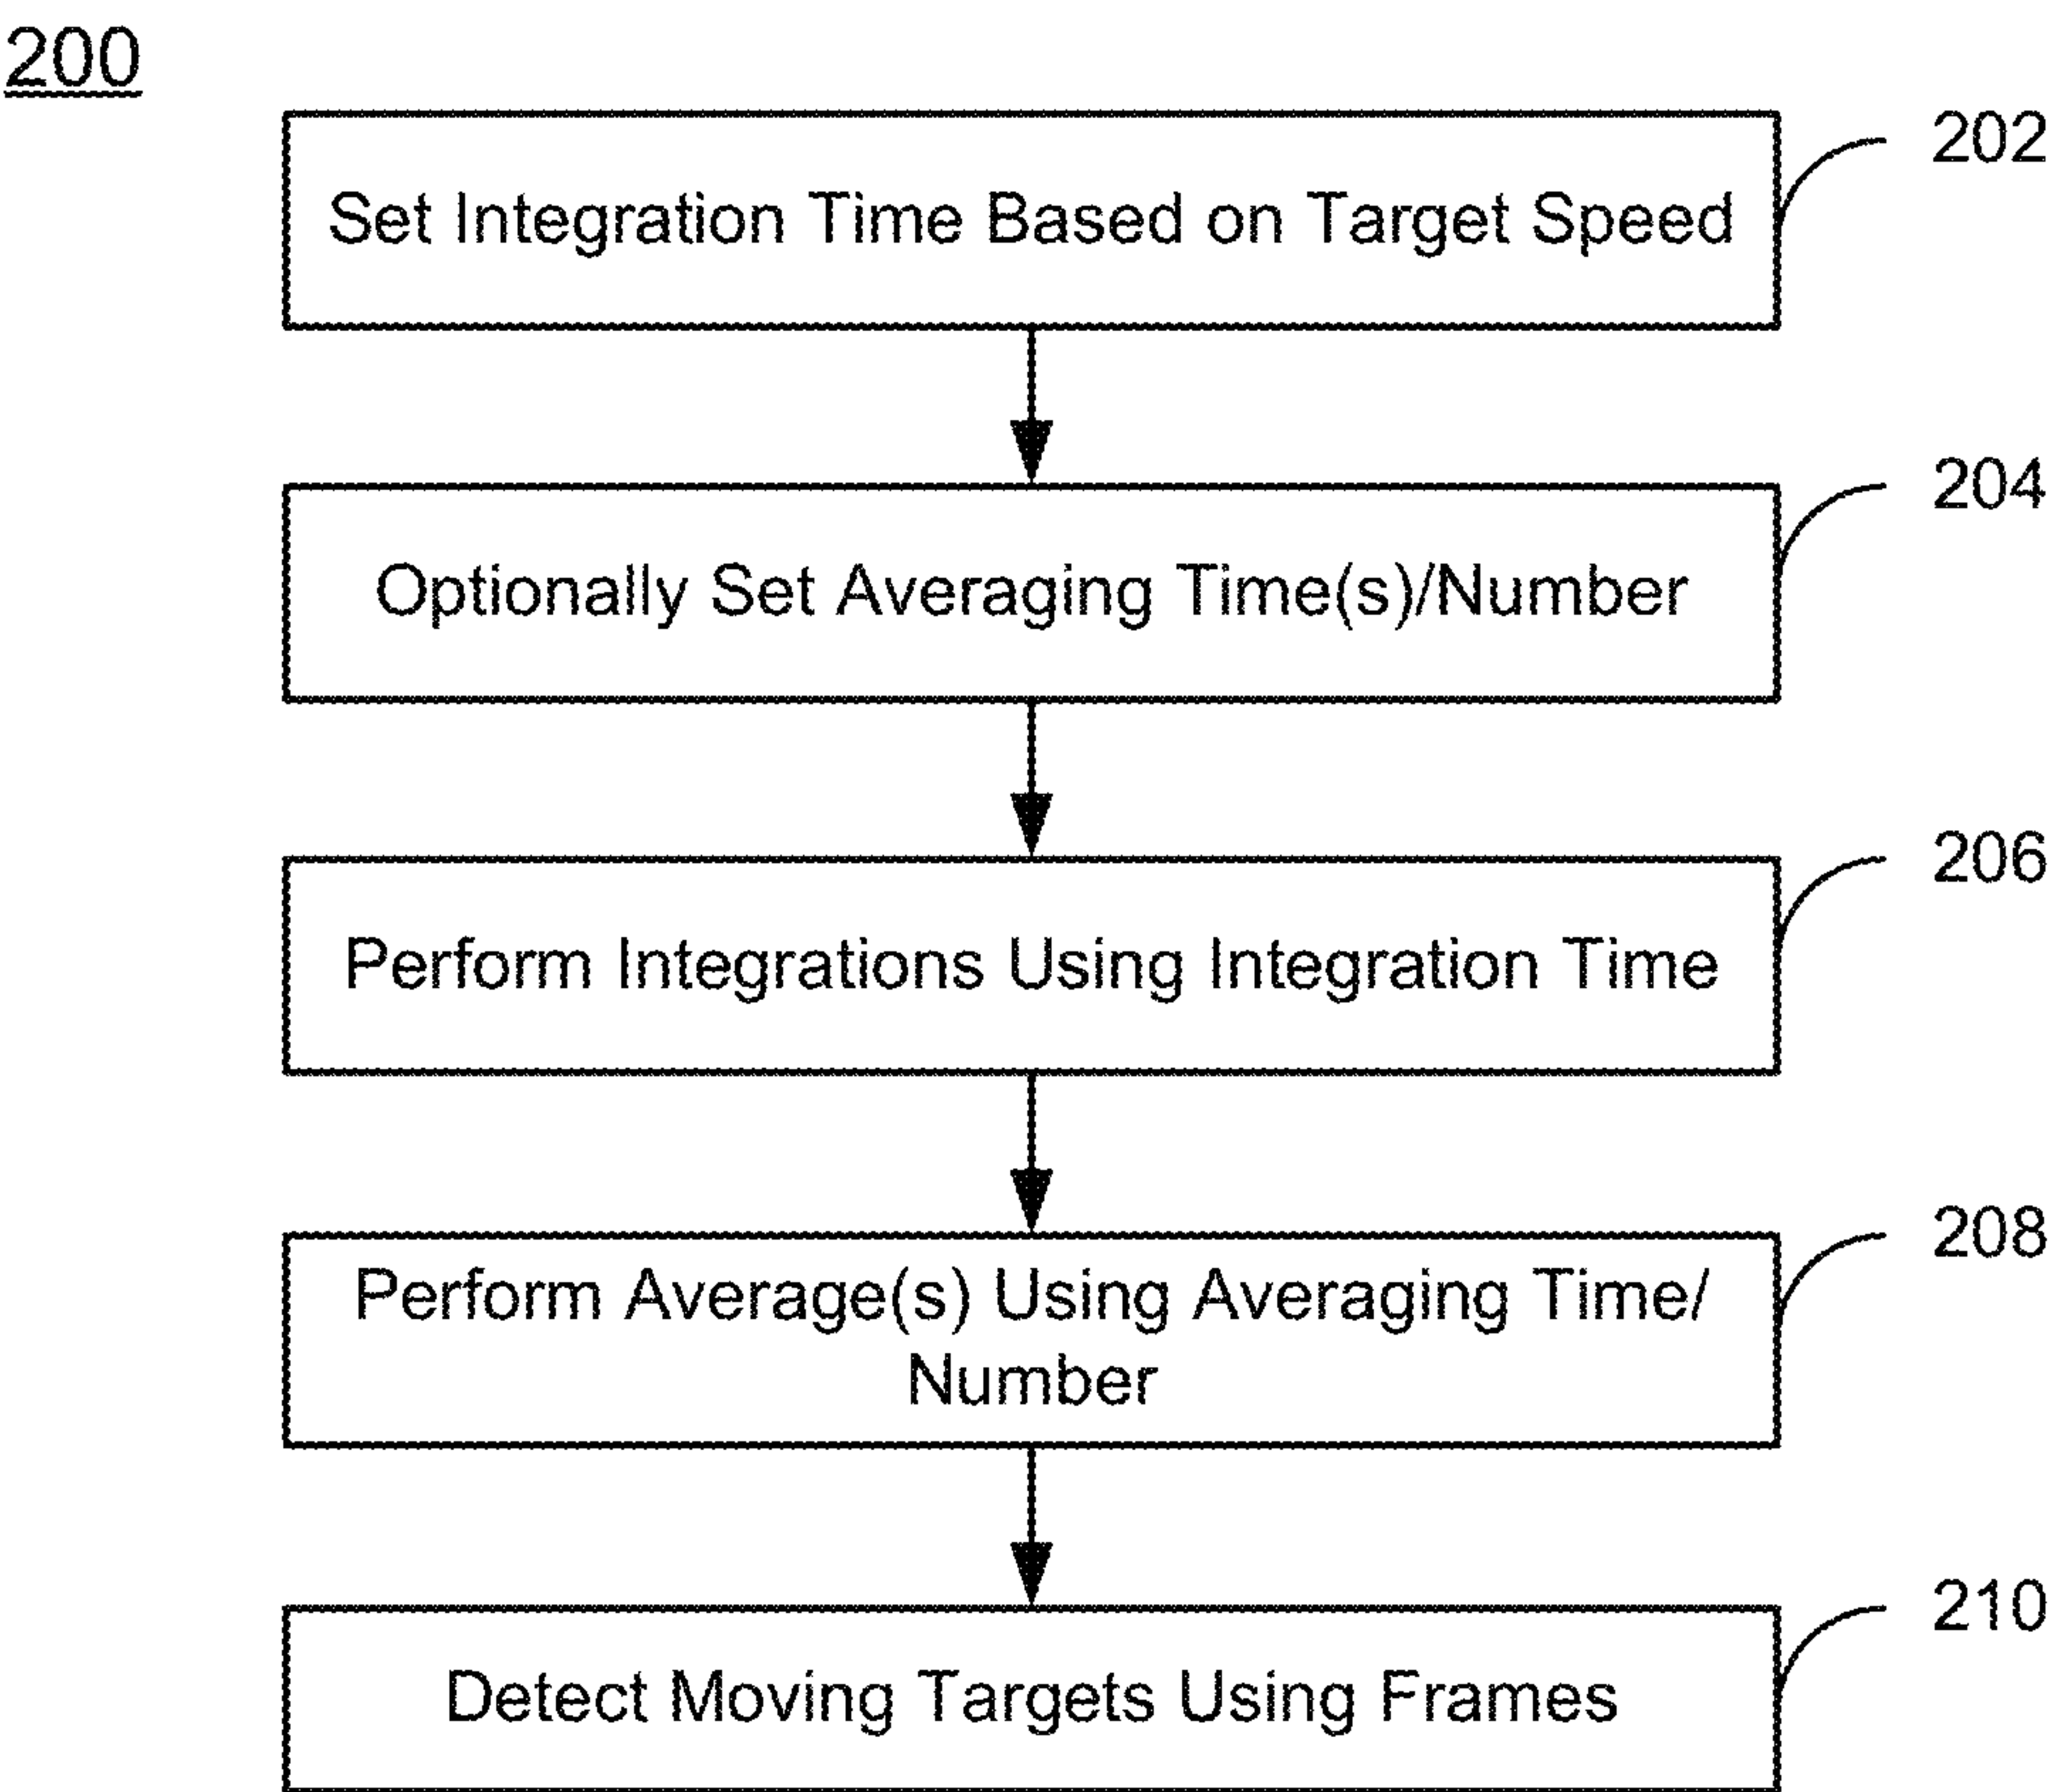 200
202
Set Integration Time Based on Target Speed
204
Optionally Set Averaging Time(s)/Number
206
Perform Integrations Using Integration Time
208
Perform Average(s) Using Averaging Time/
Number
210
Detect Moving Targets Using Frames